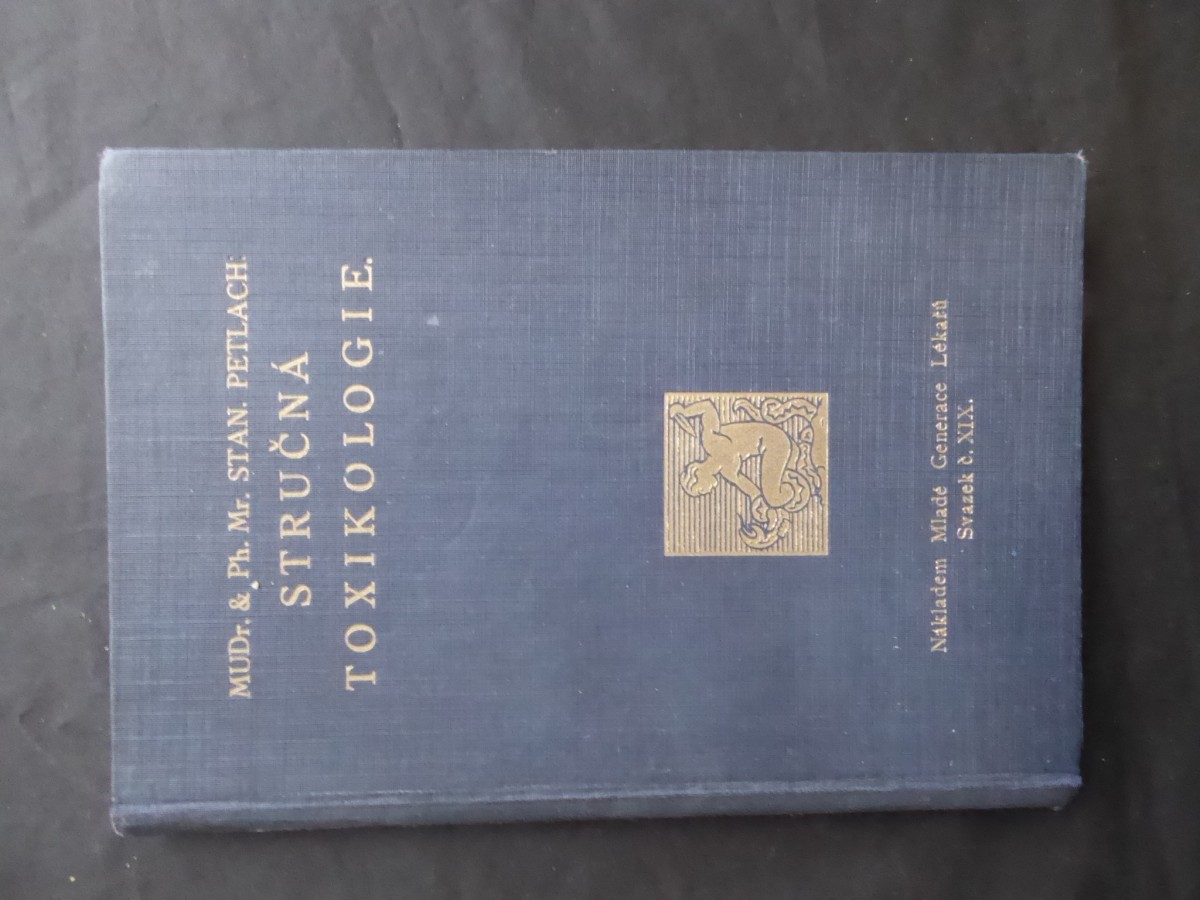 MUDr. & Ph. Mr. STAN. PETLACH:
STRUČNÁ
TOXIKOLOGIE.
Nákladem Mladé Generace Lékařů
Svazek č. XIX.